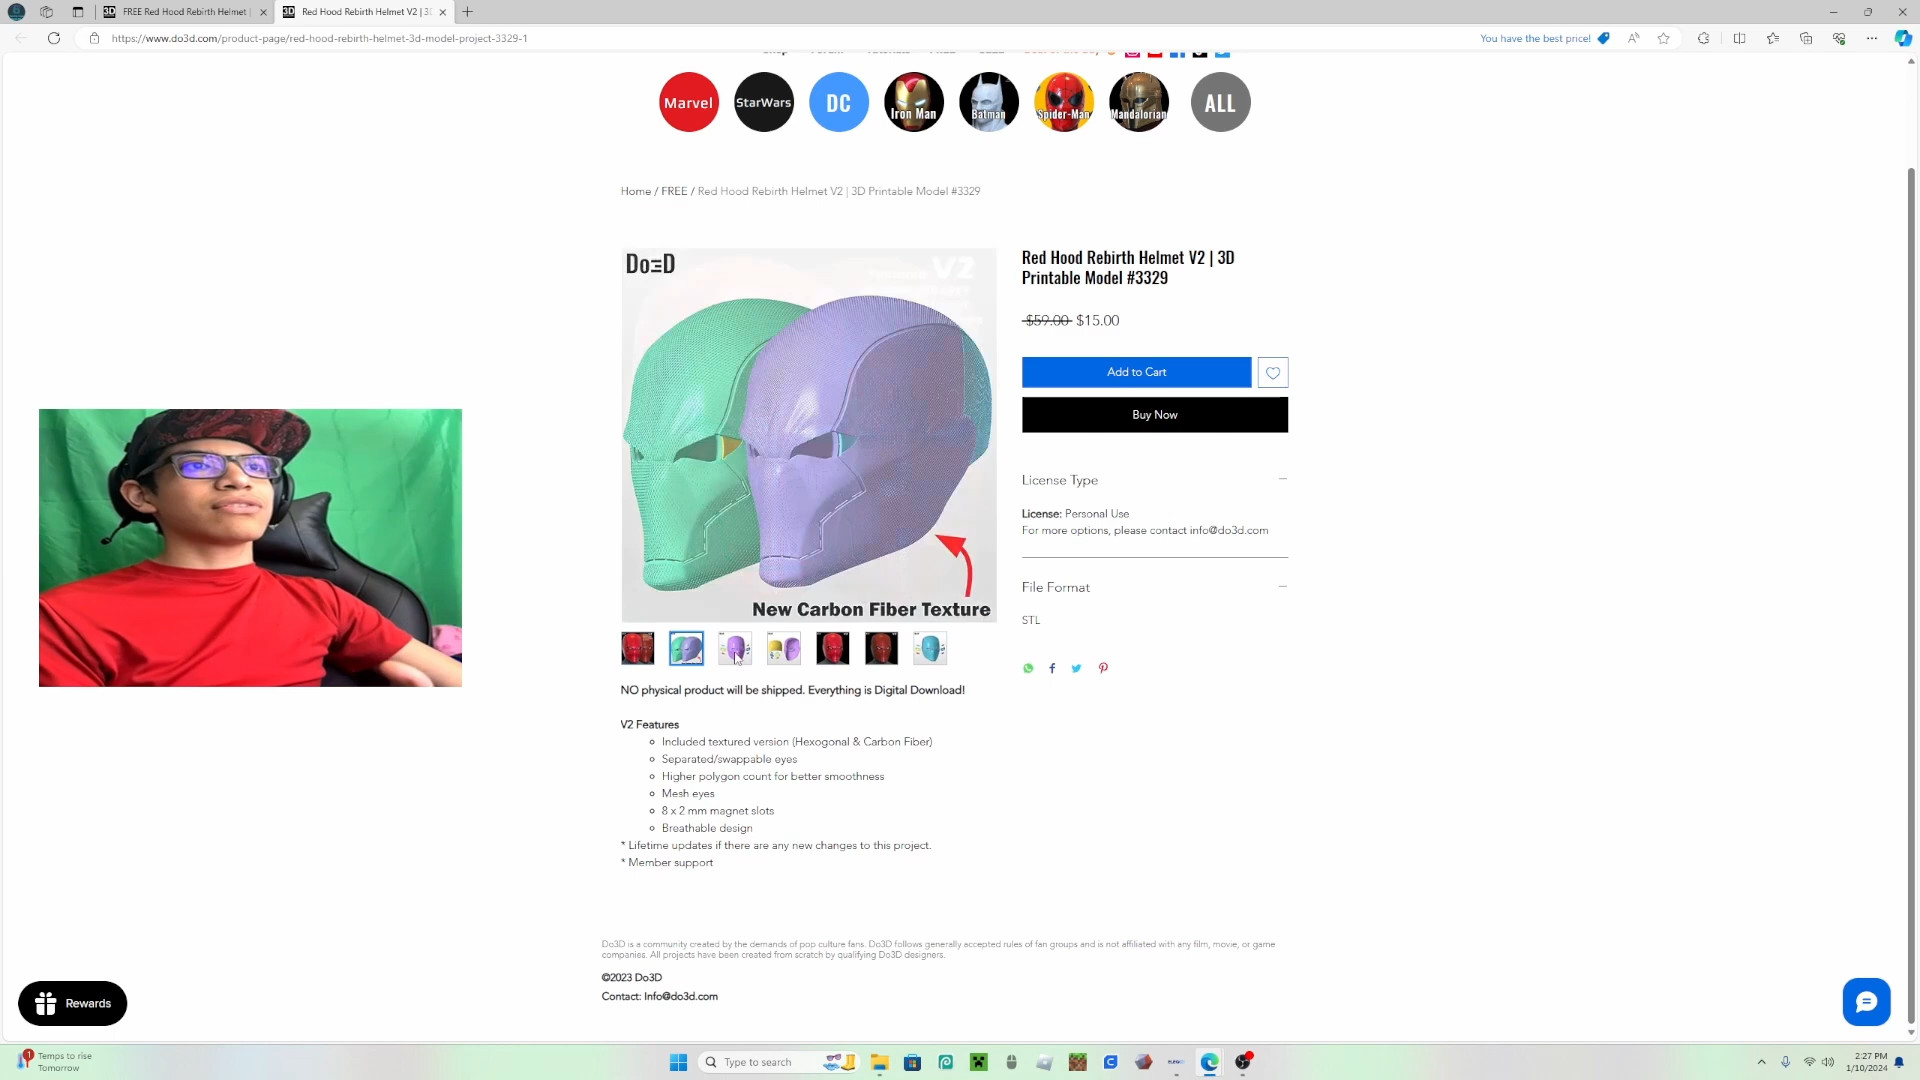 FREE Red Hood Rebirth Helmet |
Red Hood Rebirth Helmet V2 | 3D
https://www.do3d.com/product-page/red-hood-rebirth-helmet-3d-model-project-3329-1
You have the best price!
Marvel
StarWars
DC
Iron Man
Batman
Spider-Man
Mandalorian
ALL
Home / FREE / Red Hood Rebirth Helmet V2 | 3D Printable Model #3329
Do3D
V2
New Carbon Fiber Texture
Red Hood Rebirth Helmet V2 | 3D
Printable Model #3329
$59.00 $15.00
Add to Cart
Buy Now
License Type
License: Personal Use
For more options, please contact info@do3d.com
File Format
STL
NO physical product will be shipped. Everything is Digital Download!
V2 Features
Included textured version (Hexogonal & Carbon Fiber)
Separated/swappable eyes
Higher polygon count for better smoothness
Mesh eyes
8 x 2 mm magnet slots
Breathable design
* Lifetime updates if there are any new changes to this project.
* Member support
Do3D is a community created by the demands of pop culture fans. Do3D follows generally accepted rules of fan groups and is not affiliated with any film, movie, or game
companies. All projects have been created from scratch by qualifying Do3D designers.
©2023 Do3D
Contact: Info@do3d.com
Rewards
Temps to rise
Tomorrow
Type to search
2:27 PM
1/10/2024